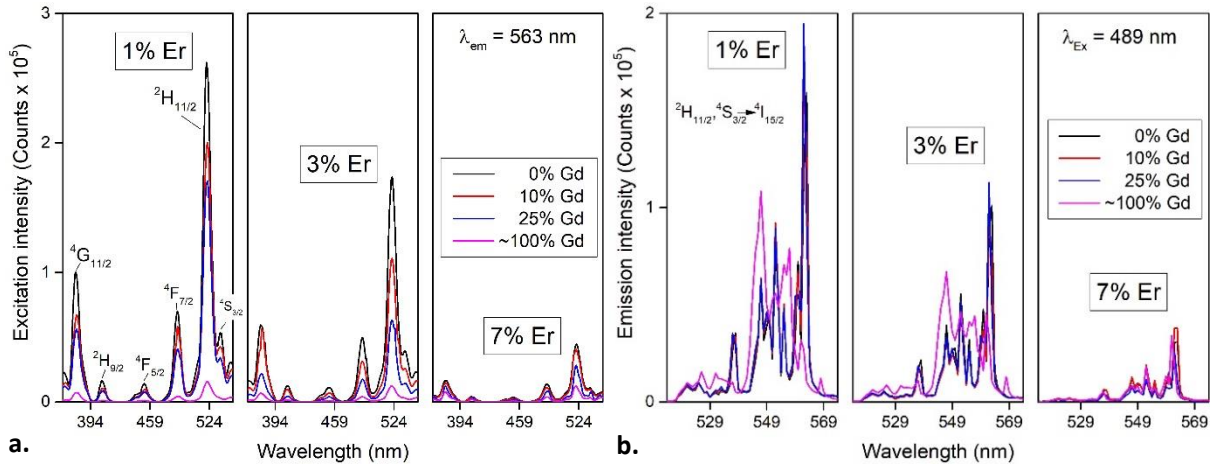 Excitation intensity (Counts x 10⁵)
3
2
1
0
1% Er
²H₁₁/₂
⁴G₁₁/₂
²H₉/₂
⁴F₅/₂
⁴F₇/₂
⁴S₃/₂
394 459 524
3% Er
394 459 524
λem = 563 nm
0% Gd
10% Gd
25% Gd
~100% Gd
7% Er
394 459 524
Wavelength (nm)
a.
Emission intensity (Counts x 10⁵)
2
1
0
1% Er
²H₁₁/₂,⁴S₃/₂→⁴I₁₅/₂
529 549 569
3% Er
529 549 569
λEx = 489 nm
0% Gd
10% Gd
25% Gd
~100% Gd
7% Er
529 549 569
Wavelength (nm)
b.